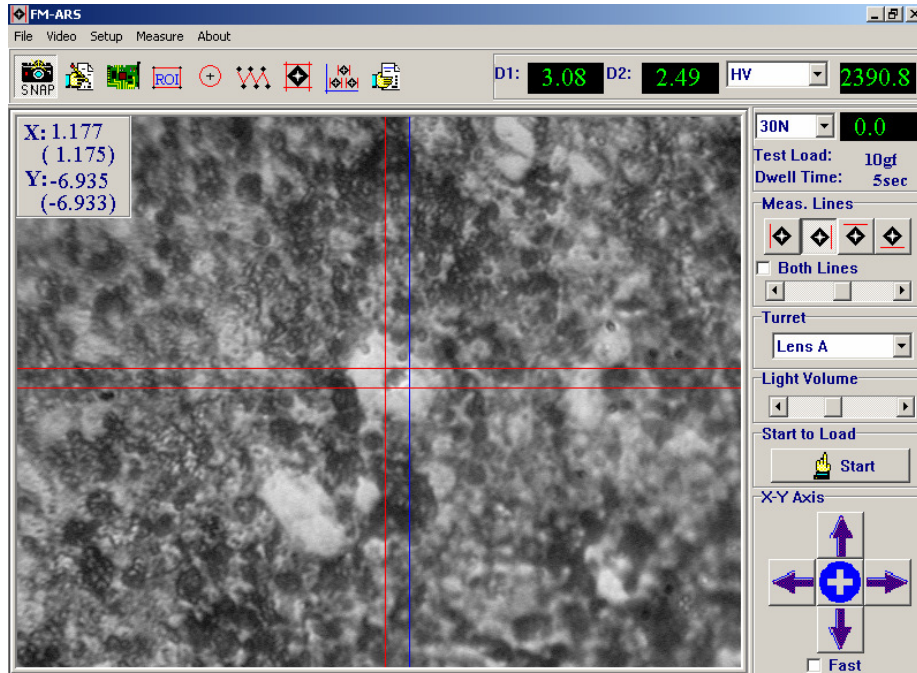 FM-ARS
File Video Setup Measure About
SNAP ROI D1: 3.08 D2: 2.49 HV 2390.8
X: 1.177
( 1.175)
Y:-6.935
(-6.933)
30N 0.0
Test Load: 10gf
Dwell Time: 5sec
Meas. Lines
Both Lines
Turret
Lens A
Light Volume
Start to Load
Start
X-Y Axis
Fast